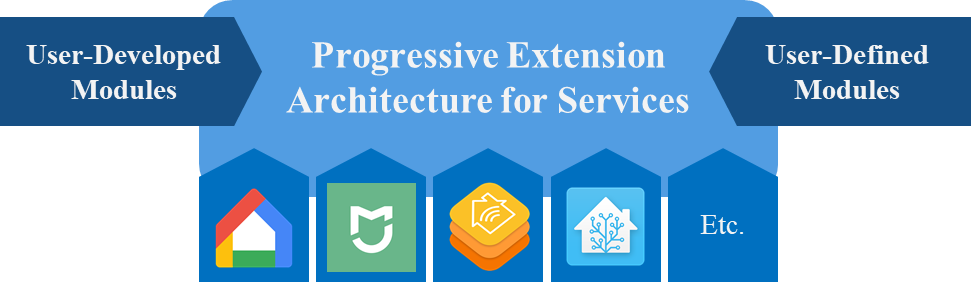 User-Developed
Modules
Progressive Extension
Architecture for Services
User-Defined
Modules
Etc.